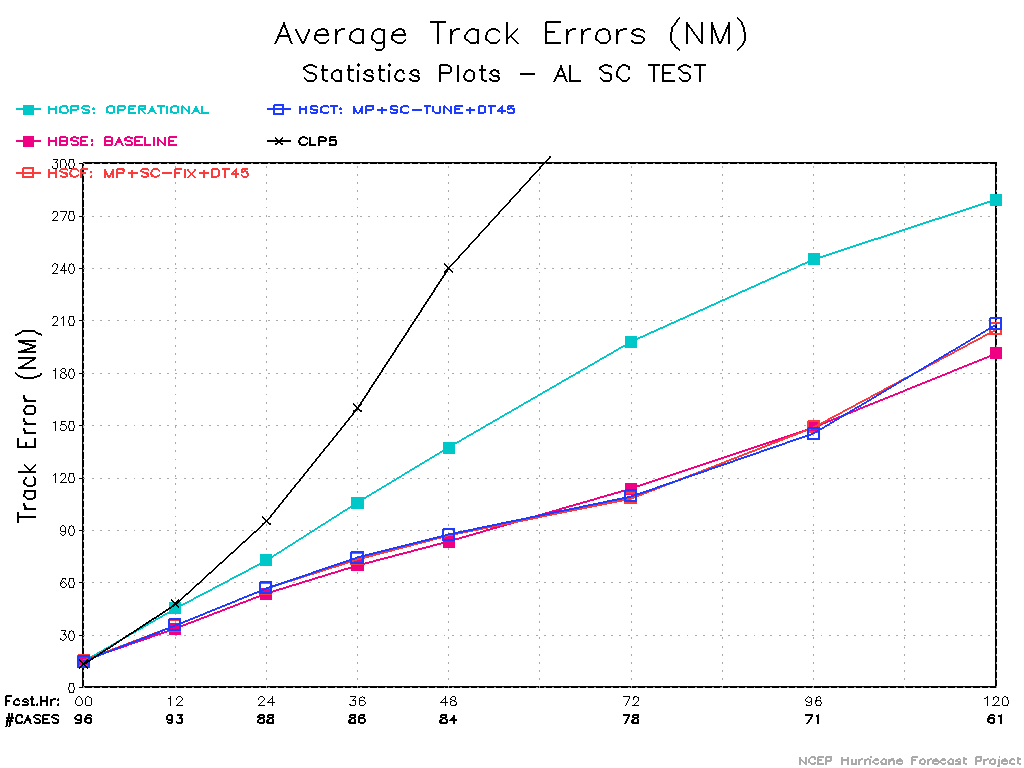 Average Track Errors (NM)
Statistics Plots - AL SC TEST
HOPS: OPERATIONAL
HSCT: MP+SC-TUNE+DT45
HBSE: BASELINE
CLP5
HSCF: MP+SC-FIX+DT45
300
270
240
210
180
150
120
90
60
30
0
Track Error (NM)
Fcst.Hr: 00 12 24 36 48 72 96 120
#CASES 96 93 88 86 84 78 71 61
NCEP Hurricane Forecast Project